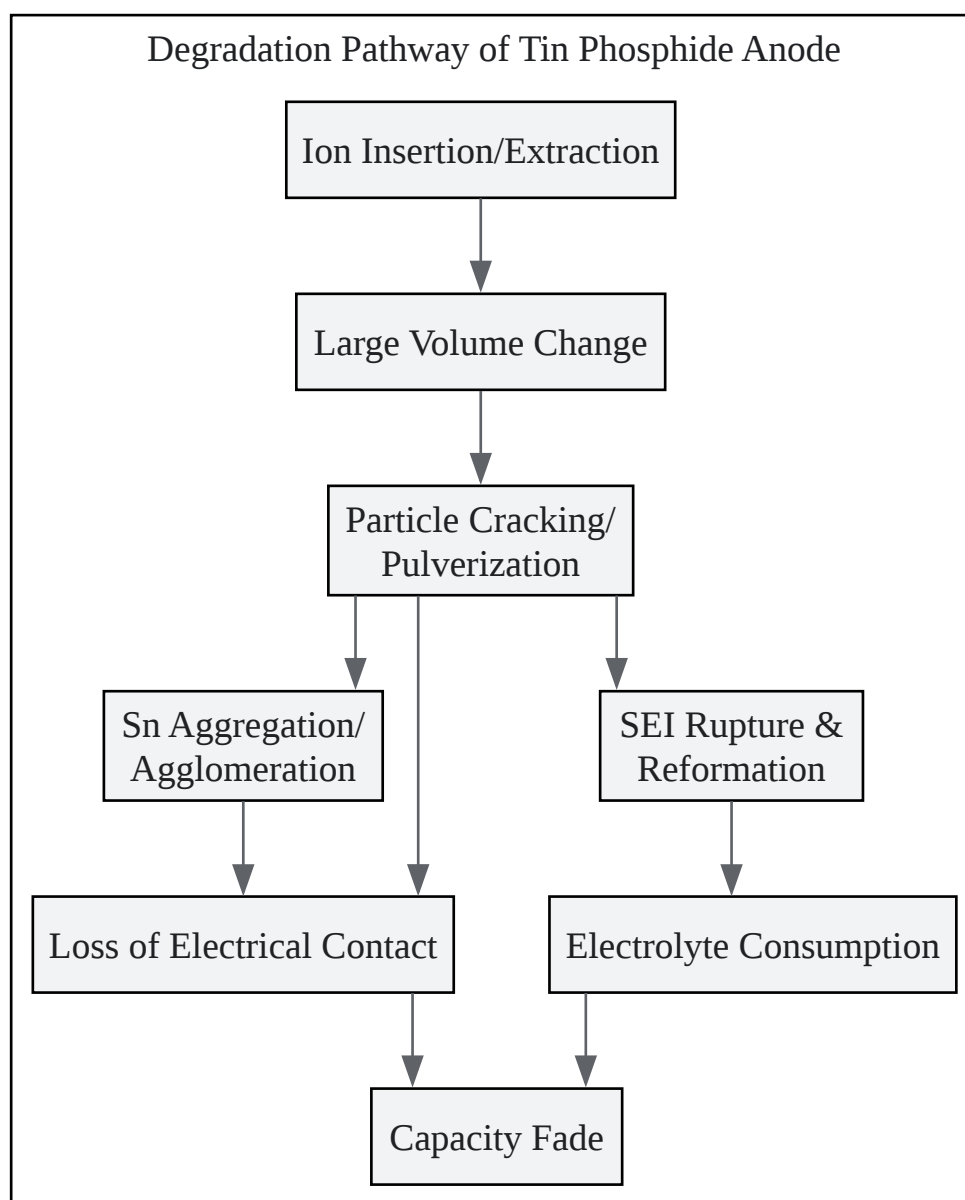 Degradation Pathway of Tin Phosphide Anode
Ion Insertion/Extraction
Large Volume Change
Particle Cracking/
Pulverization
Sn Aggregation/
Agglomeration
SEI Rupture &
Reformation
Loss of Electrical Contact
Electrolyte Consumption
Capacity Fade